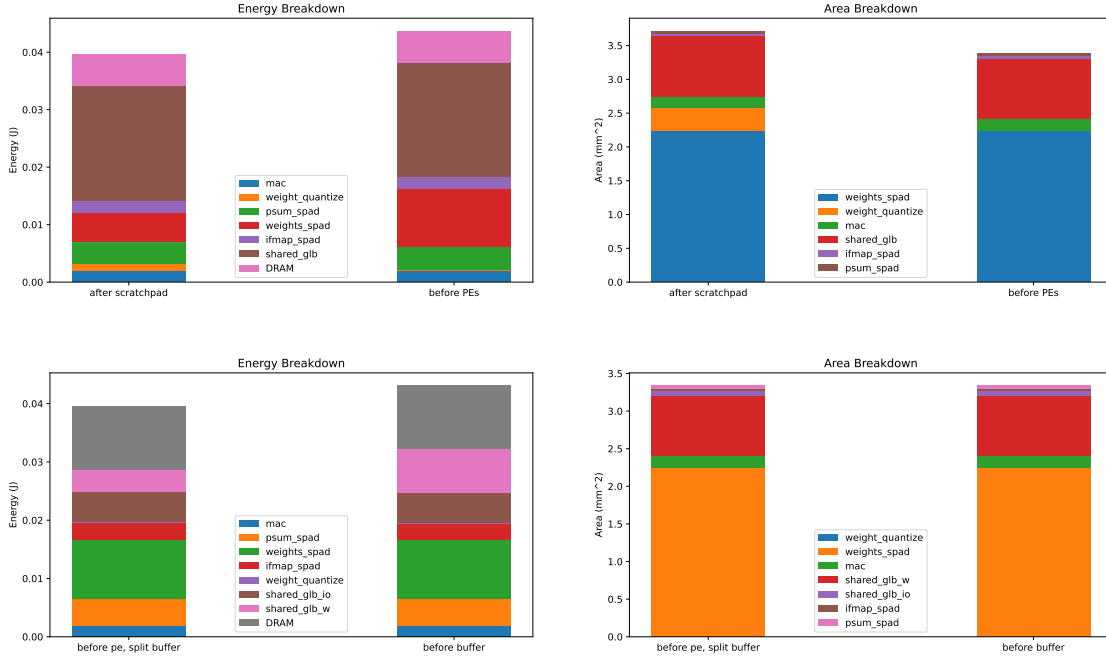 Energy Breakdown
Energy (J)
0.04
0.03
0.02
0.01
0.00
mac
weight_quantize
psum_spad
weights_spad
ifmap_spad
shared_glb
DRAM
after scratchpad
before PEs
Area Breakdown
Area (mm^2)
3.5
3.0
2.5
2.0
1.5
1.0
0.5
0.0
weights_spad
weight_quantize
mac
shared_glb
ifmap_spad
psum_spad
after scratchpad
before PEs
Energy Breakdown
Energy (J)
0.04
0.03
0.02
0.01
0.00
mac
psum_spad
weights_spad
ifmap_spad
weight_quantize
shared_glb_io
shared_glb_w
DRAM
before pe, split buffer
before buffer
Area Breakdown
Area (mm^2)
3.5
3.0
2.5
2.0
1.5
1.0
0.5
0.0
weight_quantize
weights_spad
mac
shared_glb_w
shared_glb_io
ifmap_spad
psum_spad
before pe, split buffer
before buffer